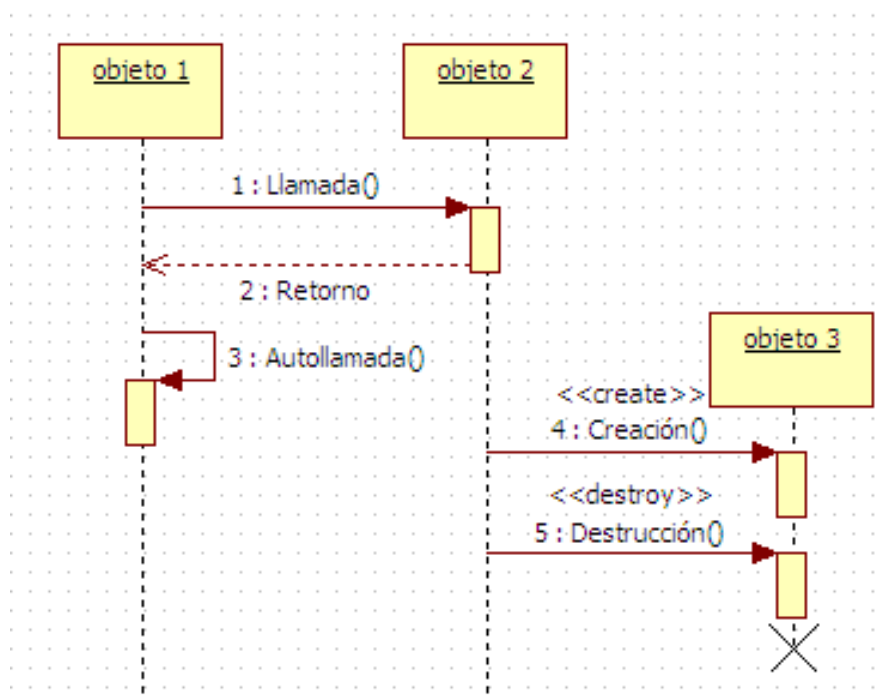 objeto 1
objeto 2
1 : Llamada()
2 : Retorno
3 : Autollamada()
objeto 3
<<create>>
4 : Creación()
<<destroy>>
5 : Destrucción()